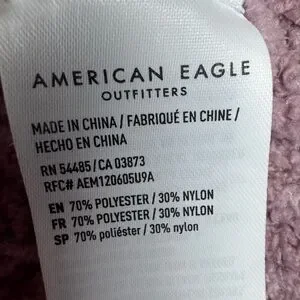 AMERICAN EAGLE
OUTFITTERS
MADE IN CHINA / FABRIQUÉ EN CHINE /
HECHO EN CHINA
RN 54485 / CA 03873
RFC# AEM120605U9A
EN 70% POLYESTER / 30% NYLON
FR 70% POLYESTER / 30% NYLON
SP 70% poliéster / 30% nylon